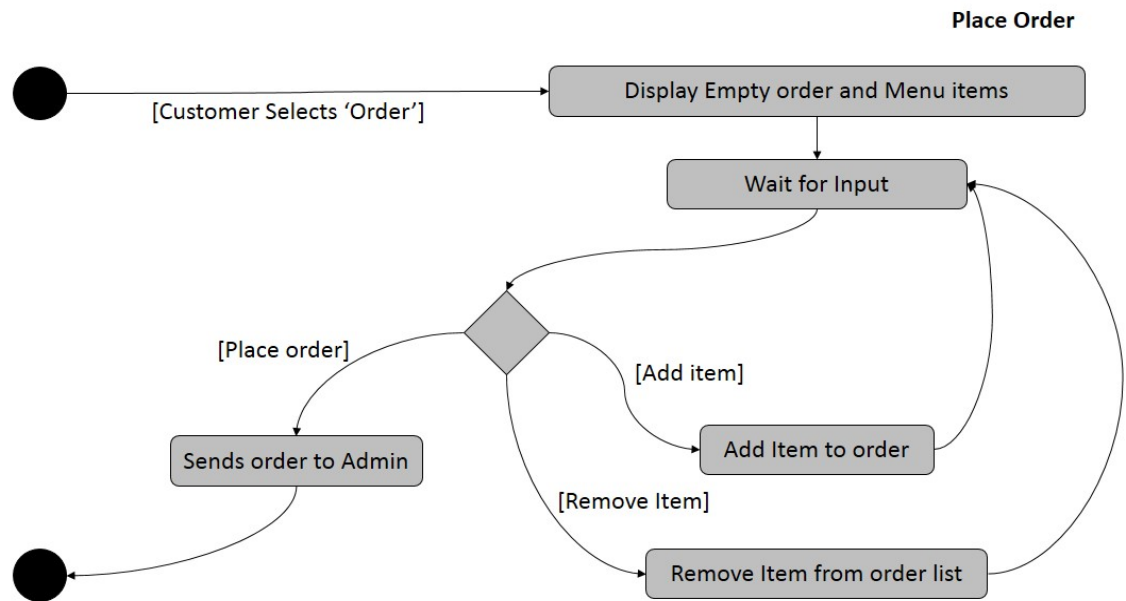 Place Order
Display Empty order and Menu items
[Customer Selects ‘Order’]
Wait for Input
[Place order]
[Add item]
Sends order to Admin
Add Item to order
[Remove Item]
Remove Item from order list